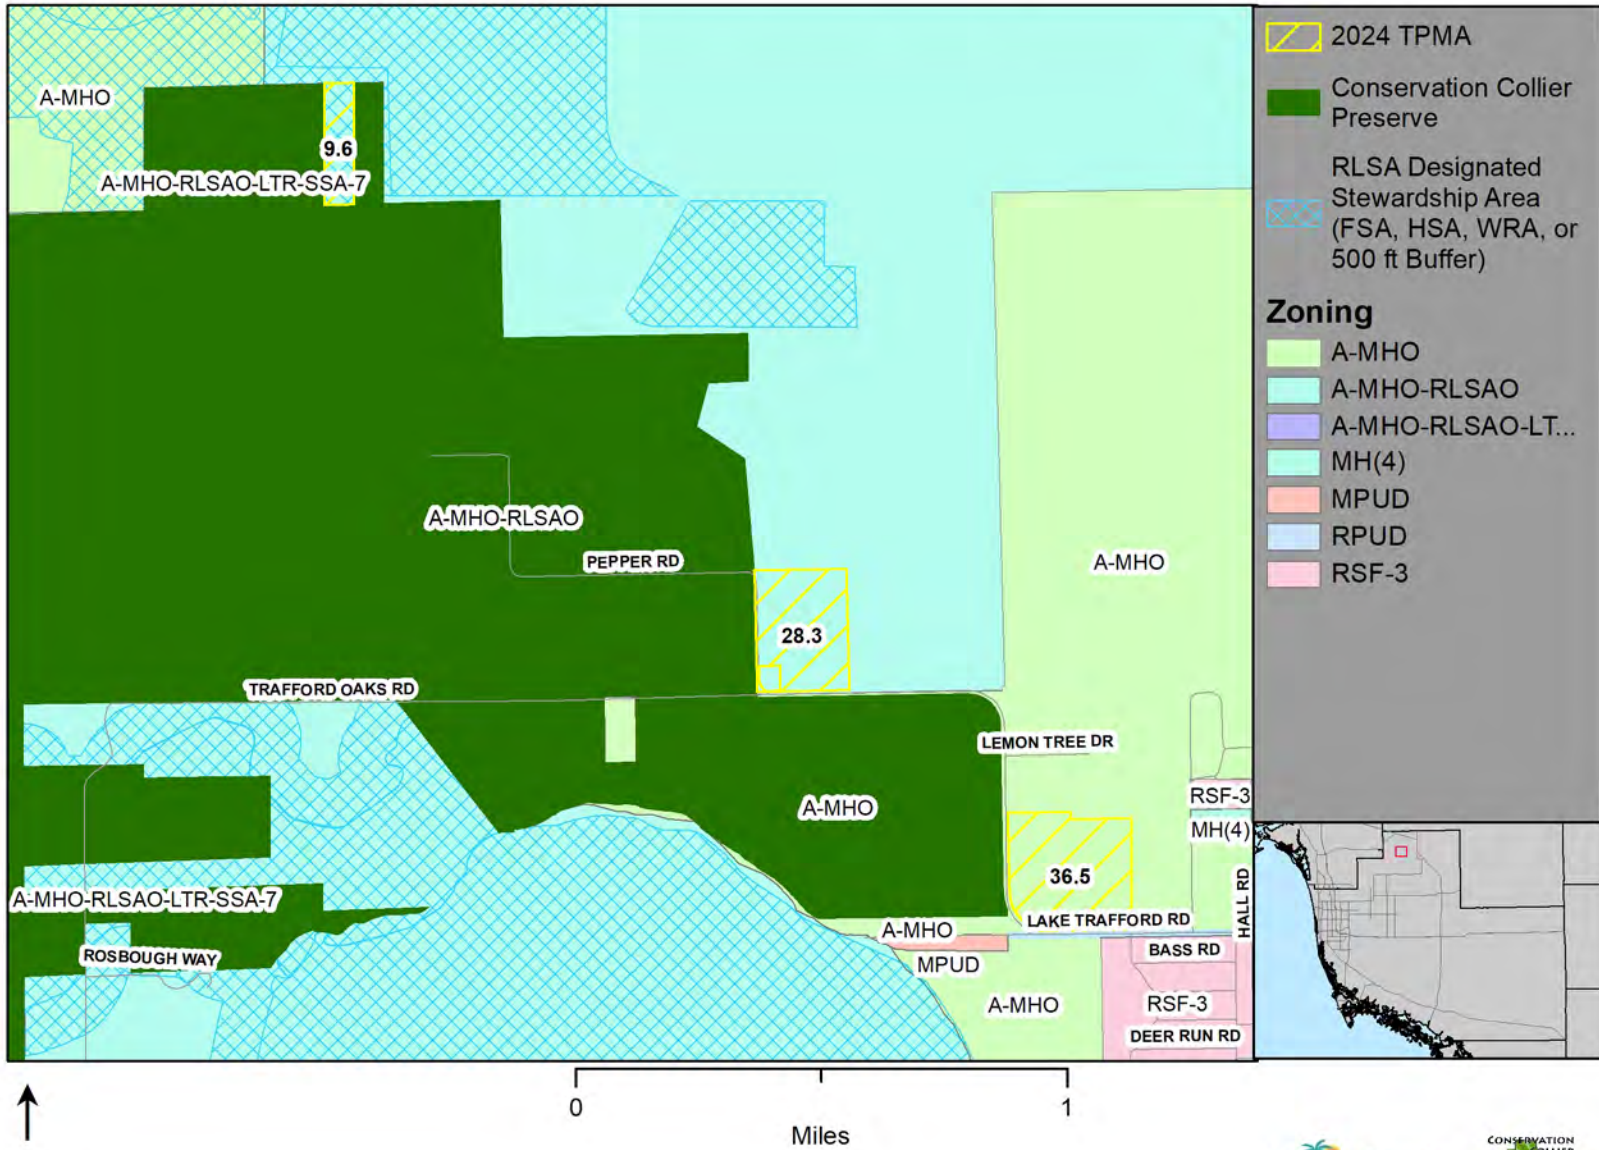 A-MHO
9.6
A-MHO-RLSAO-LTR-SSA-7
A-MHO-RLSAO
PEPPER RD
A-MHO
28.3
TRAFFORD OAKS RD
LEMON TREE DR
A-MHO
RSF-3
MH(4)
36.5
HALL RD
A-MHO-RLSAO-LTR-SSA-7
LAKE TRAFFORD RD
A-MHO
BASS RD
ROSBOUGH WAY
MPUD
A-MHO
RSF-3
DEER RUN RD
2024 TPMA
Conservation Collier
Preserve
RLSA Designated
Stewardship Area
(FSA, HSA, WRA, or
500 ft Buffer)
Zoning
A-MHO
A-MHO-RLSAO
A-MHO-RLSAO-LT...
MH(4)
MPUD
RPUD
RSF-3
0
1
Miles
CONSERVATION